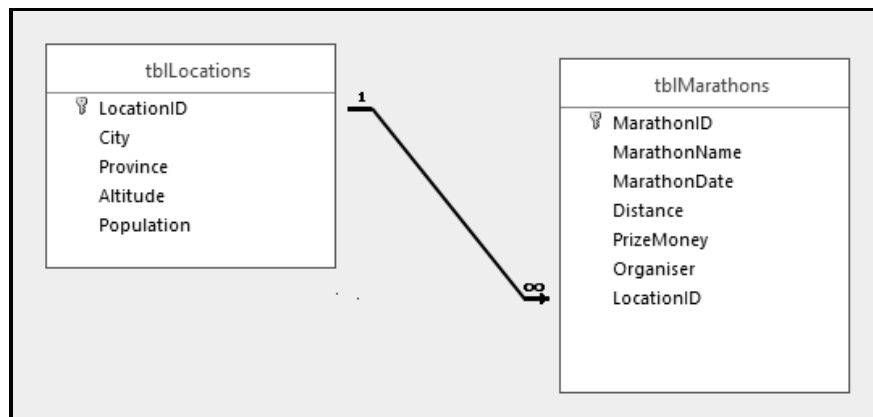 tblLocations
LocationID
City
Province
Altitude
Population
1
∞
tblMarathons
MarathonID
MarathonName
MarathonDate
Distance
PrizeMoney
Organiser
LocationID